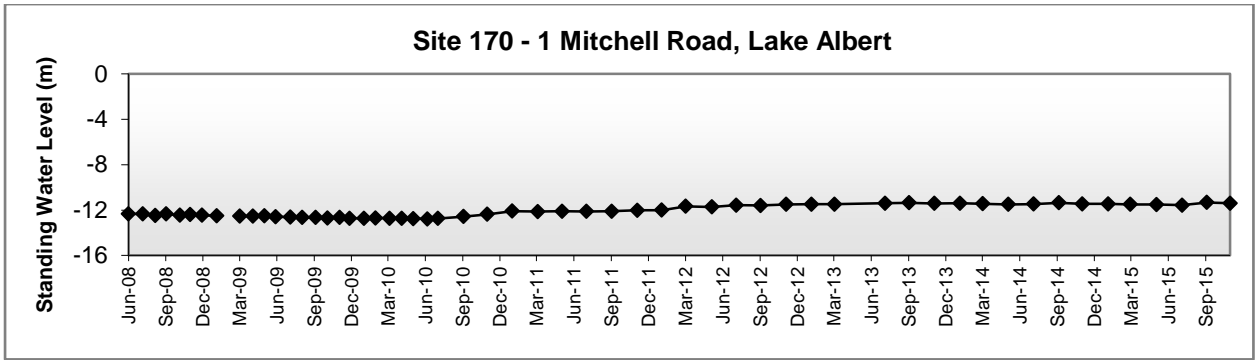 Site 170 - 1 Mitchell Road, Lake Albert
Standing Water Level (m)
0
-4
-8
-12
-16
Jun-08
Sep-08
Dec-08
Mar-09
Jun-09
Sep-09
Dec-09
Mar-10
Jun-10
Sep-10
Dec-10
Mar-11
Jun-11
Sep-11
Dec-11
Mar-12
Jun-12
Sep-12
Dec-12
Mar-13
Jun-13
Sep-13
Dec-13
Mar-14
Jun-14
Sep-14
Dec-14
Mar-15
Jun-15
Sep-15